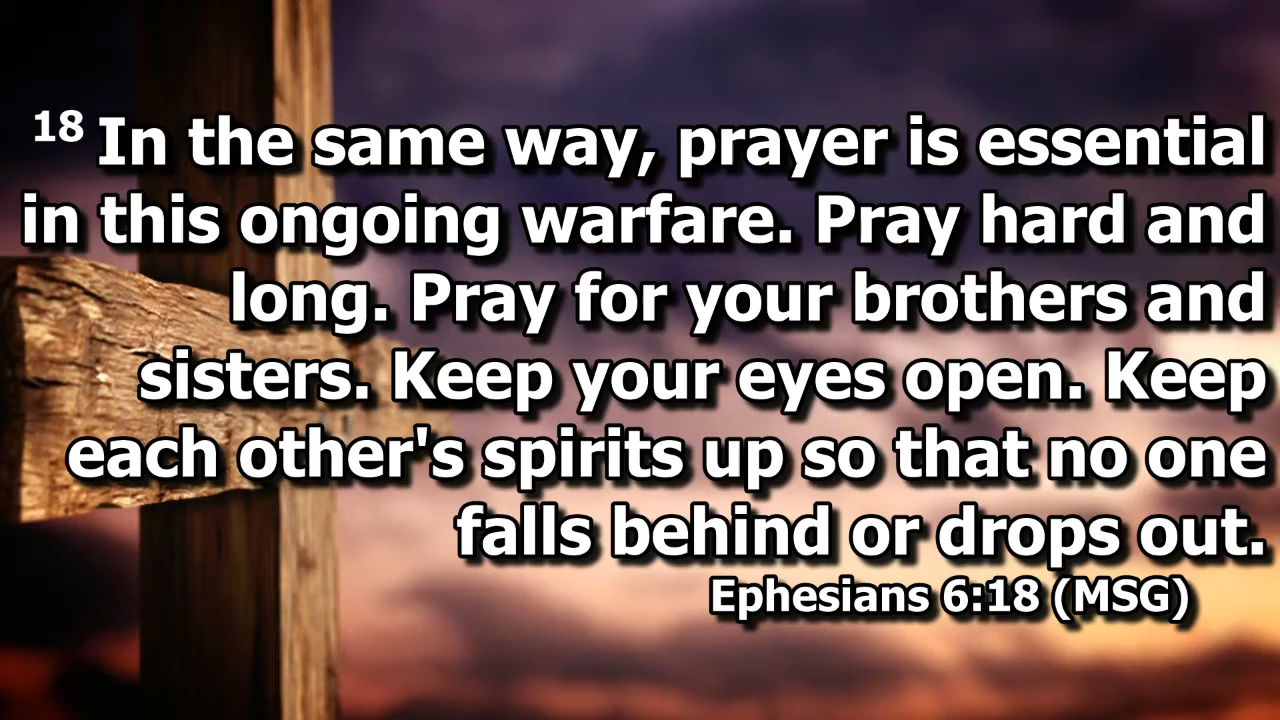 18 In the same way, prayer is essential
in this ongoing warfare. Pray hard and
long. Pray for your brothers and
sisters. Keep your eyes open. Keep
each other's spirits up so that no one
falls behind or drops out.
Ephesians 6:18 (MSG)